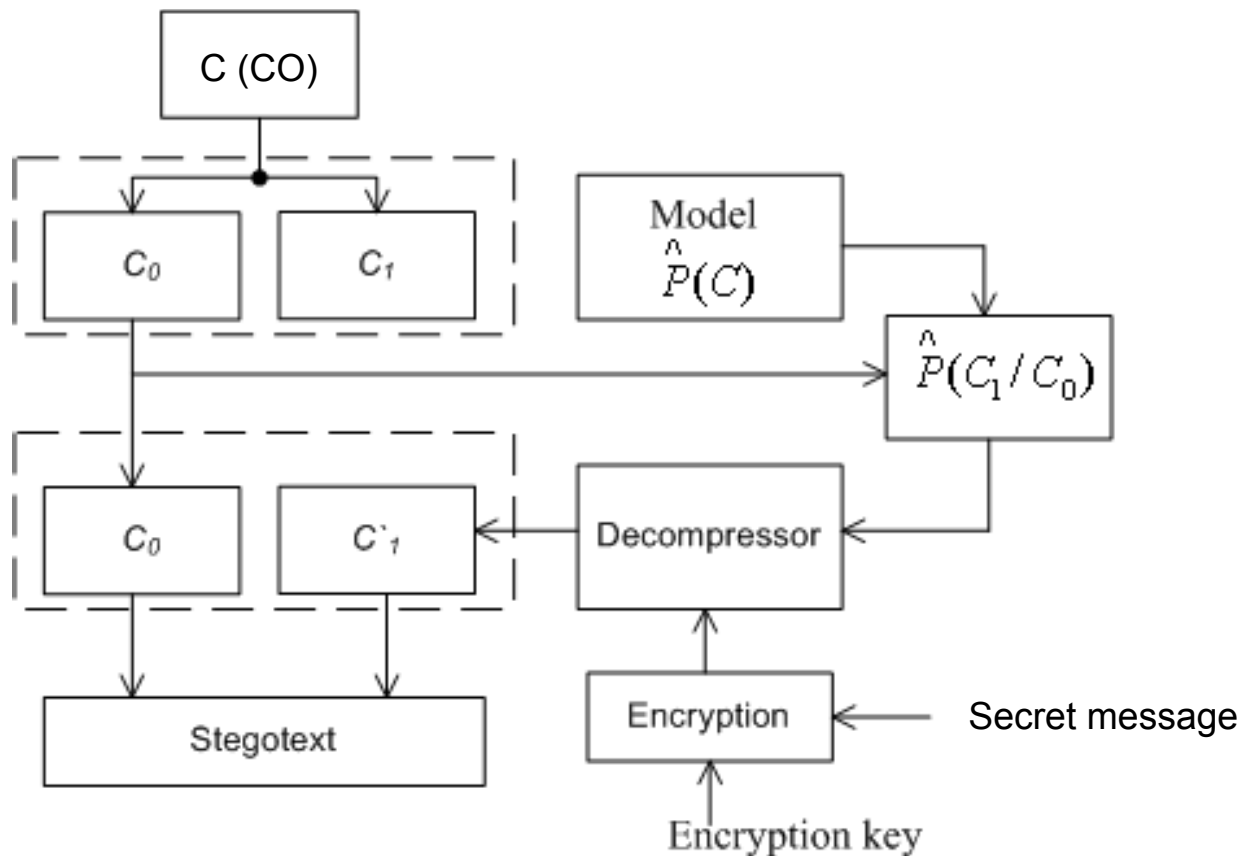 C (CO)
C₀
C₁
Model
P̂(C)
P̂(C₁/C₀)
C₀
C`₁
Decompressor
Stegotext
Encryption
Secret message
Encryption key